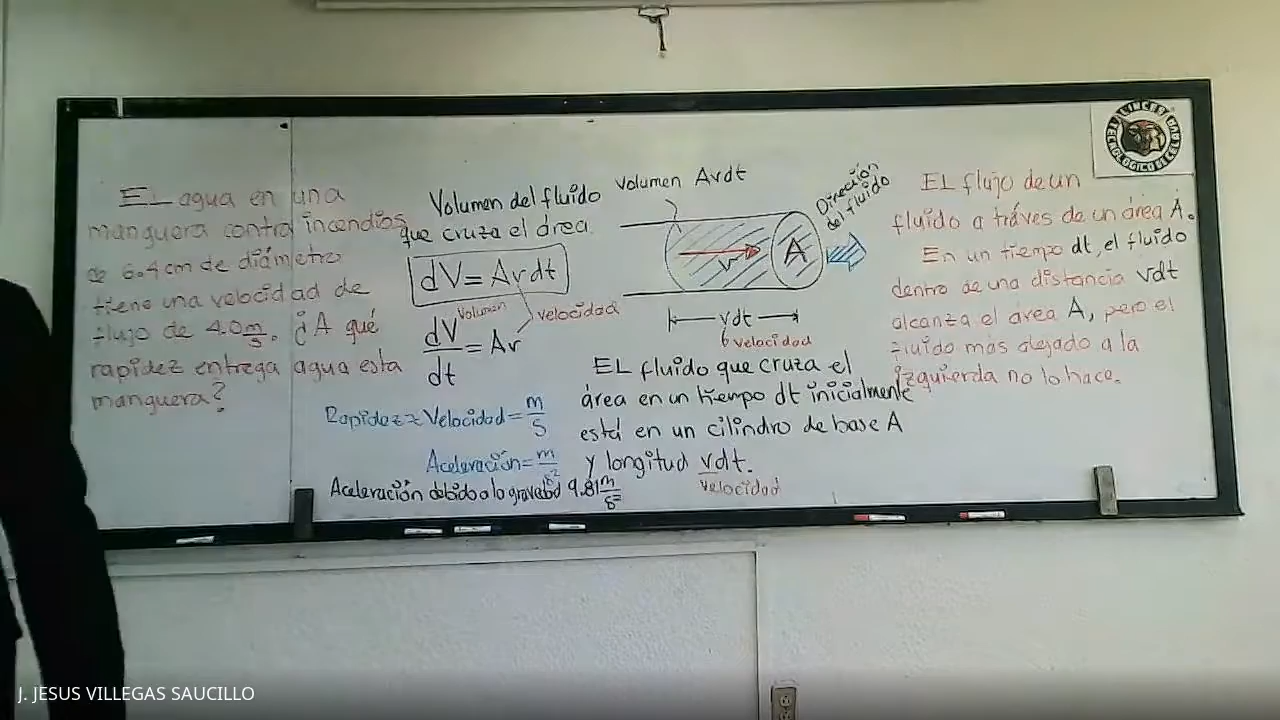 EL agua en una
manguera contra incendios
de 6.4 cm de diámetro
tiene una velocidad de
flujo de 4.0 m/s. ¿A qué
rapidez entrega agua esta
manguera?
Volumen del fluido
que cruza el área.
dV = Avdt
dV Volumen
dt
= Av
velocidad
Rapidez ≈ Velocidad = m/s
Aceleración = m/s²
Aceleración debido a la gravedad 9.81 m/s²
Volumen Avdt
Dirección
del fluido
v
A
vdt
velocidad
EL fluido que cruza el
área en un tiempo dt inicialmente
está en un cilindro de base A
y longitud vdt.
velocidad
EL flujo de un
fluido a tráves de un área A.
En un tiempo dt, el fluido
dentro de una distancia vdt
alcanza el área A, pero el
fluido más alejado a la
izquierda no lo hace.
LINCES
TECNOLÓGICO DE
J. JESUS VILLEGAS SAUCILLO